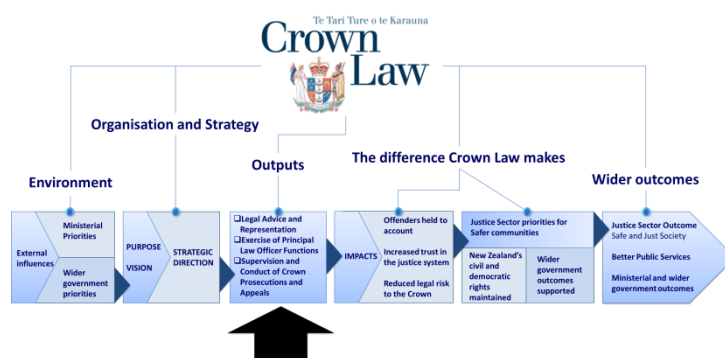 Te Tari Ture o te Karauna
Crown
Law
Organisation and Strategy
Outputs
The difference Crown Law makes
Environment
Wider outcomes
External
influences
Ministerial
Priorities
Wider
government
priorities
PURPOSE
VISION
STRATEGIC
DIRECTION
❑Legal Advice and
Representation
❑Exercise of Principal
Law Officer Functions
❑Supervision and
Conduct of Crown
Prosecutions and
Appeals
IMPACTS
Offenders held to
account
Increased trust in
the justice system
Reduced legal risk
to the Crown
Justice Sector priorities for
Safer communities
New Zealand's
civil and
democratic
rights
maintained
Wider
government
outcomes
supported
Justice Sector Outcome
Safe and Just Society
Better Public Services
Ministerial and wider
government outcomes